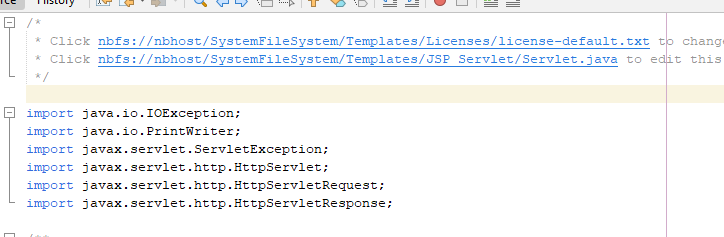 History
/*
* Click nbfs://nbhost/SystemFileSystem/Templates/Licenses/license-default.txt to change
* Click nbfs://nbhost/SystemFileSystem/Templates/JSP_Servlet/Servlet.java to edit this
*/
import java.io.IOException;
import java.io.PrintWriter;
import javax.servlet.ServletException;
import javax.servlet.http.HttpServlet;
import javax.servlet.http.HttpServletRequest;
import javax.servlet.http.HttpServletResponse;
/**